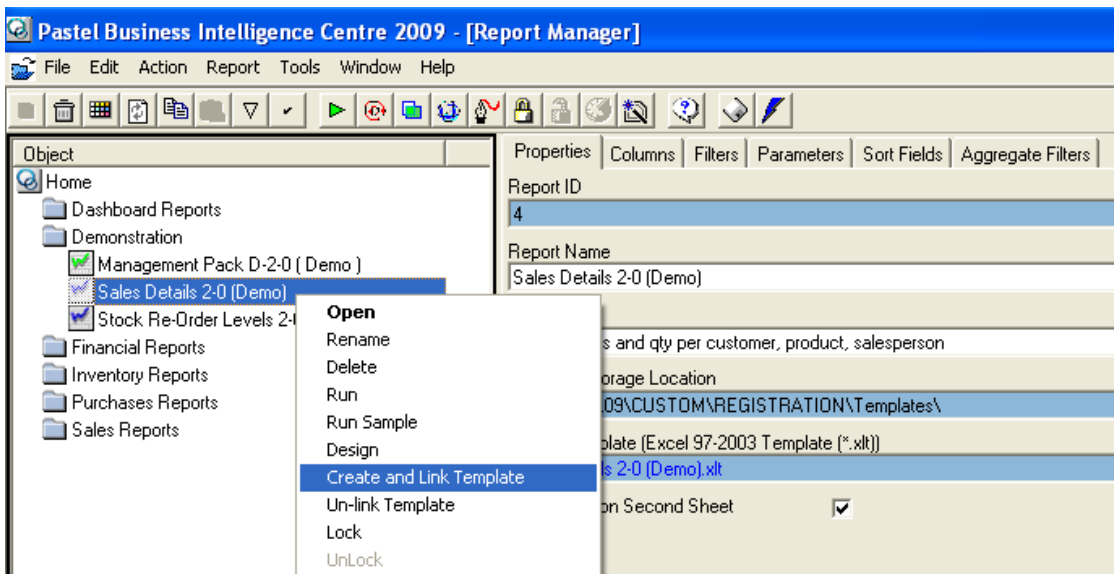 Pastel Business Intelligence Centre 2009 - [Report Manager]
File Edit Action Report Tools Window Help
Object
Home
Dashboard Reports
Demonstration
Management Pack D-2-0 ( Demo )
Sales Details 2-0 (Demo)
Stock Re-Order Levels 2-
Financial Reports
Inventory Reports
Purchases Reports
Sales Reports
Open
Rename
Delete
Run
Run Sample
Design
Create and Link Template
Un-link Template
Lock
UnLock
Properties Columns Filters Parameters Sort Fields Aggregate Filters
Report ID
4
Report Name
Sales Details 2-0 (Demo)
s and qty per customer, product, salesperson
orage Location
09\CUSTOM\REGISTRATION\Templates\
plate (Excel 97-2003 Template (*.xlt))
ls 2-0 (Demo).xlt
on Second Sheet